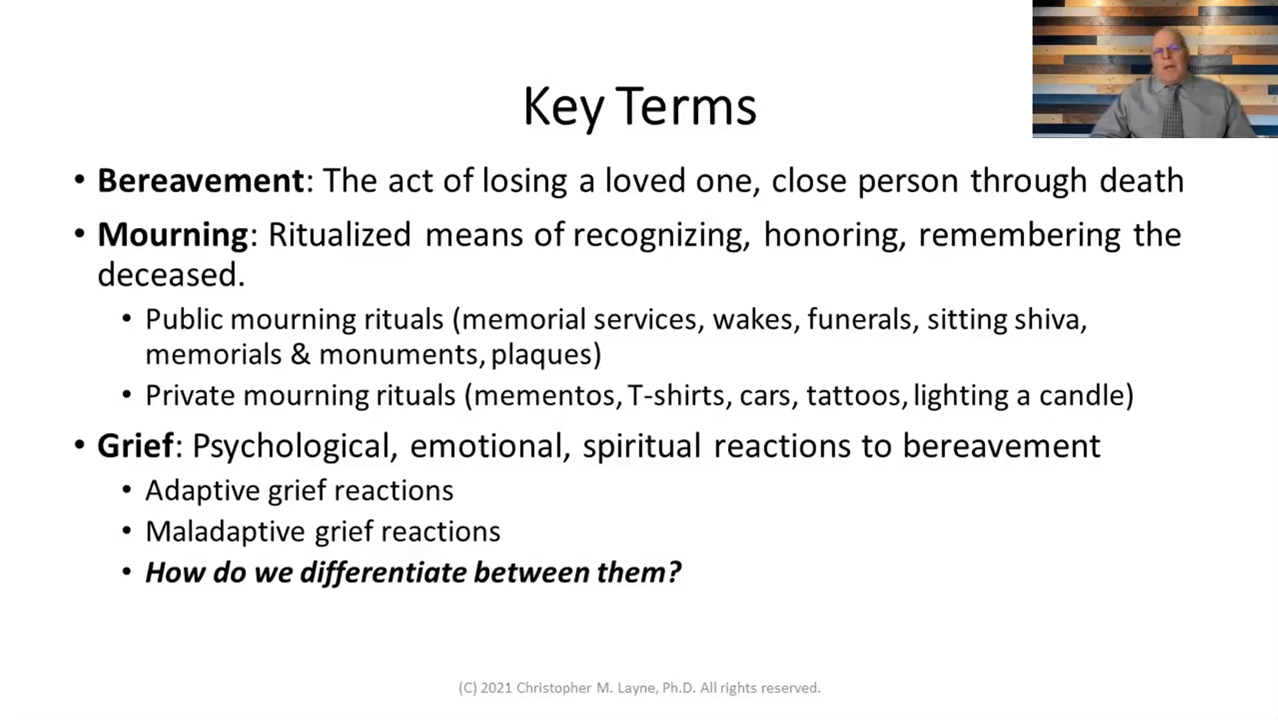 Key Terms
• Bereavement: The act of losing a loved one, close person through death
• Mourning: Ritualized means of recognizing, honoring, remembering the
deceased.
• Public mourning rituals (memorial services, wakes, funerals, sitting shiva,
memorials & monuments, plaques)
• Private mourning rituals (mementos, T-shirts, cars, tattoos, lighting a candle)
• Grief: Psychological, emotional, spiritual reactions to bereavement
• Adaptive grief reactions
• Maladaptive grief reactions
• How do we differentiate between them?
(C) 2021 Christopher M. Layne, Ph.D. All rights reserved.